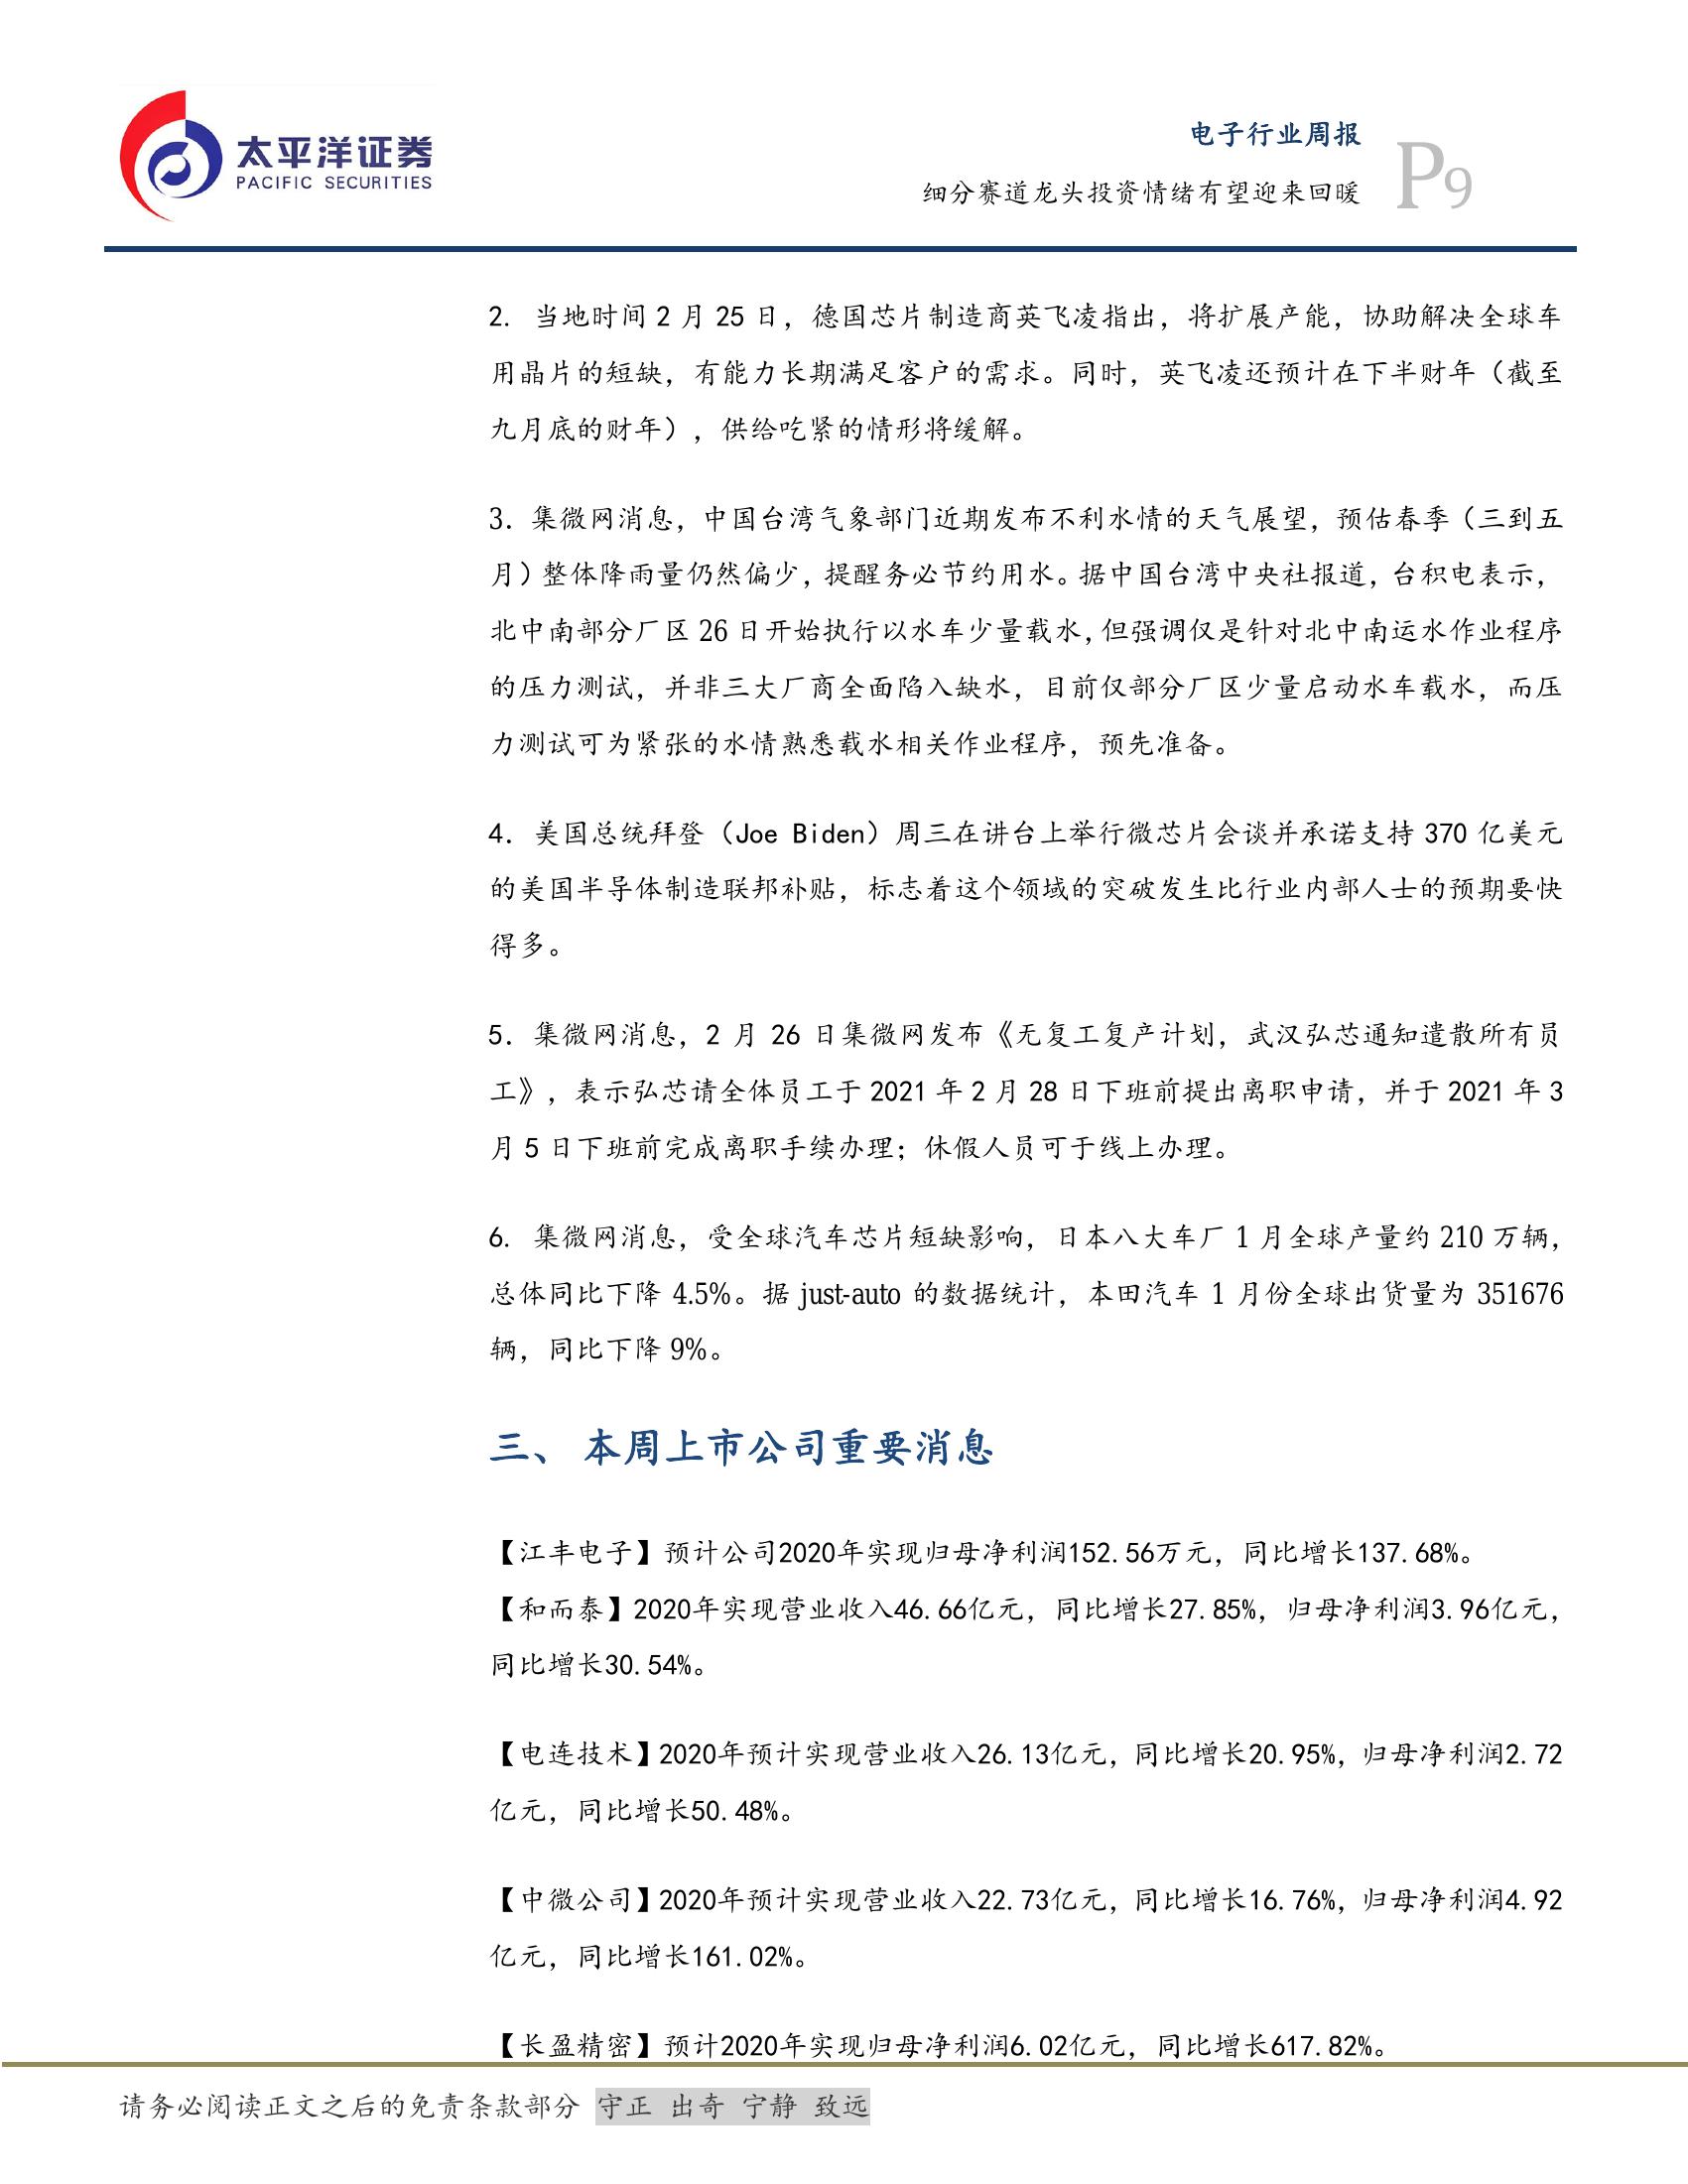 太平洋证券
PACIFIC SECURITIES
电子行业周报
细分赛道龙头投资情绪有望迎来回暖
P9
2. 当地时间 2 月 25 日，德国芯片制造商英飞凌指出，将扩展产能，协助解决全球车
用晶片的短缺，有能力长期满足客户的需求。同时，英飞凌还预计在下半财年（截至
九月底的财年），供给吃紧的情形将缓解。
3. 集微网消息，中国台湾气象部门近期发布不利水情的天气展望，预估春季（三到五
月）整体降雨量仍然偏少，提醒务必节约用水。据中国台湾中央社报道，台积电表示，
北中南部分厂区 26 日开始执行以水车少量载水，但强调仅是针对北中南运水作业程序
的压力测试，并非三大厂商全面陷入缺水，目前仅部分厂区少量启动水车载水，而压
力测试可为紧张的水情熟悉载水相关作业程序，预先准备。
4. 美国总统拜登（Joe Biden）周三在讲台上举行微芯片会谈并承诺支持 370 亿美元
的美国半导体制造联邦补贴，标志着这个领域的突破发生比行业内部人士的预期要快
得多。
5. 集微网消息，2 月 26 日集微网发布《无复工复产计划，武汉弘芯通知遣散所有员
工》，表示弘芯请全体员工于 2021 年 2 月 28 日下班前提出离职申请，并于 2021 年 3
月 5 日下班前完成离职手续办理；休假人员可于线上办理。
6. 集微网消息，受全球汽车芯片短缺影响，日本八大车厂 1 月全球产量约 210 万辆，
总体同比下降 4.5%。据 just-auto 的数据统计，本田汽车 1 月份全球出货量为 351676
辆，同比下降 9%。
三、 本周上市公司重要消息
【江丰电子】预计公司2020年实现归母净利润152.56万元，同比增长137.68%。
【和而泰】2020年实现营业收入46.66亿元，同比增长27.85%，归母净利润3.96亿元，
同比增长30.54%。
【电连技术】2020年预计实现营业收入26.13亿元，同比增长20.95%，归母净利润2.72
亿元，同比增长50.48%。
【中微公司】2020年预计实现营业收入22.73亿元，同比增长16.76%，归母净利润4.92
亿元，同比增长161.02%。
【长盈精密】预计2020年实现归母净利润6.02亿元，同比增长617.82%。
请务必阅读正文之后的免责条款部分 守正 出奇 宁静 致远